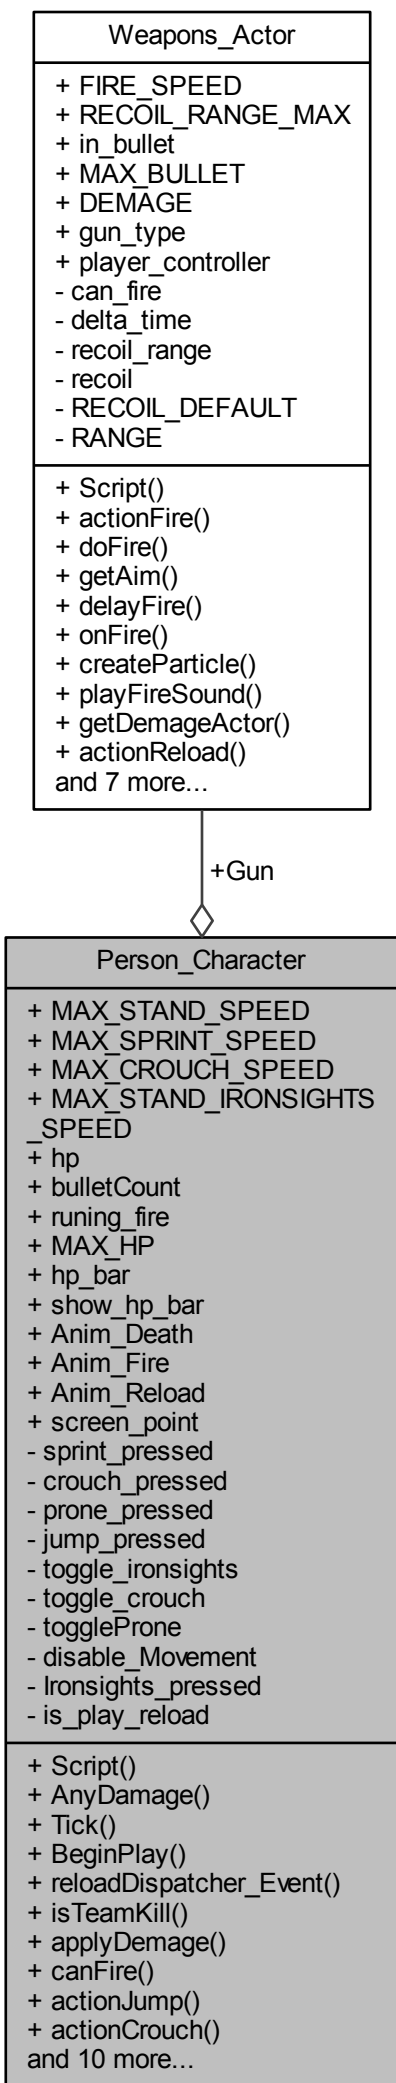 Weapons_Actor
+ FIRE_SPEED
+ RECOIL_RANGE_MAX
+ in_bullet
+ MAX_BULLET
+ DEMAGE
+ gun_type
+ player_controller
- can_fire
- delta_time
- recoil_range
- recoil
- RECOIL_DEFAULT
- RANGE
+ Script()
+ actionFire()
+ doFire()
+ getAim()
+ delayFire()
+ onFire()
+ createParticle()
+ playFireSound()
+ getDemageActor()
+ actionReload()
and 7 more...
+Gun
Person_Character
+ MAX_STAND_SPEED
+ MAX_SPRINT_SPEED
+ MAX_CROUCH_SPEED
+ MAX_STAND_IRONSIGHTS
_SPEED
+ hp
+ bulletCount
+ runing_fire
+ MAX_HP
+ hp_bar
+ show_hp_bar
+ Anim_Death
+ Anim_Fire
+ Anim_Reload
+ screen_point
- sprint_pressed
- crouch_pressed
- prone_pressed
- jump_pressed
- toggle_ironsights
- toggle_crouch
- toggleProne
- disable_Movement
- Ironsights_pressed
- is_play_reload
+ Script()
+ AnyDamage()
+ Tick()
+ BeginPlay()
+ reloadDispatcher_Event()
+ isTeamKill()
+ applyDemage()
+ canFire()
+ actionJump()
+ actionCrouch()
and 10 more...